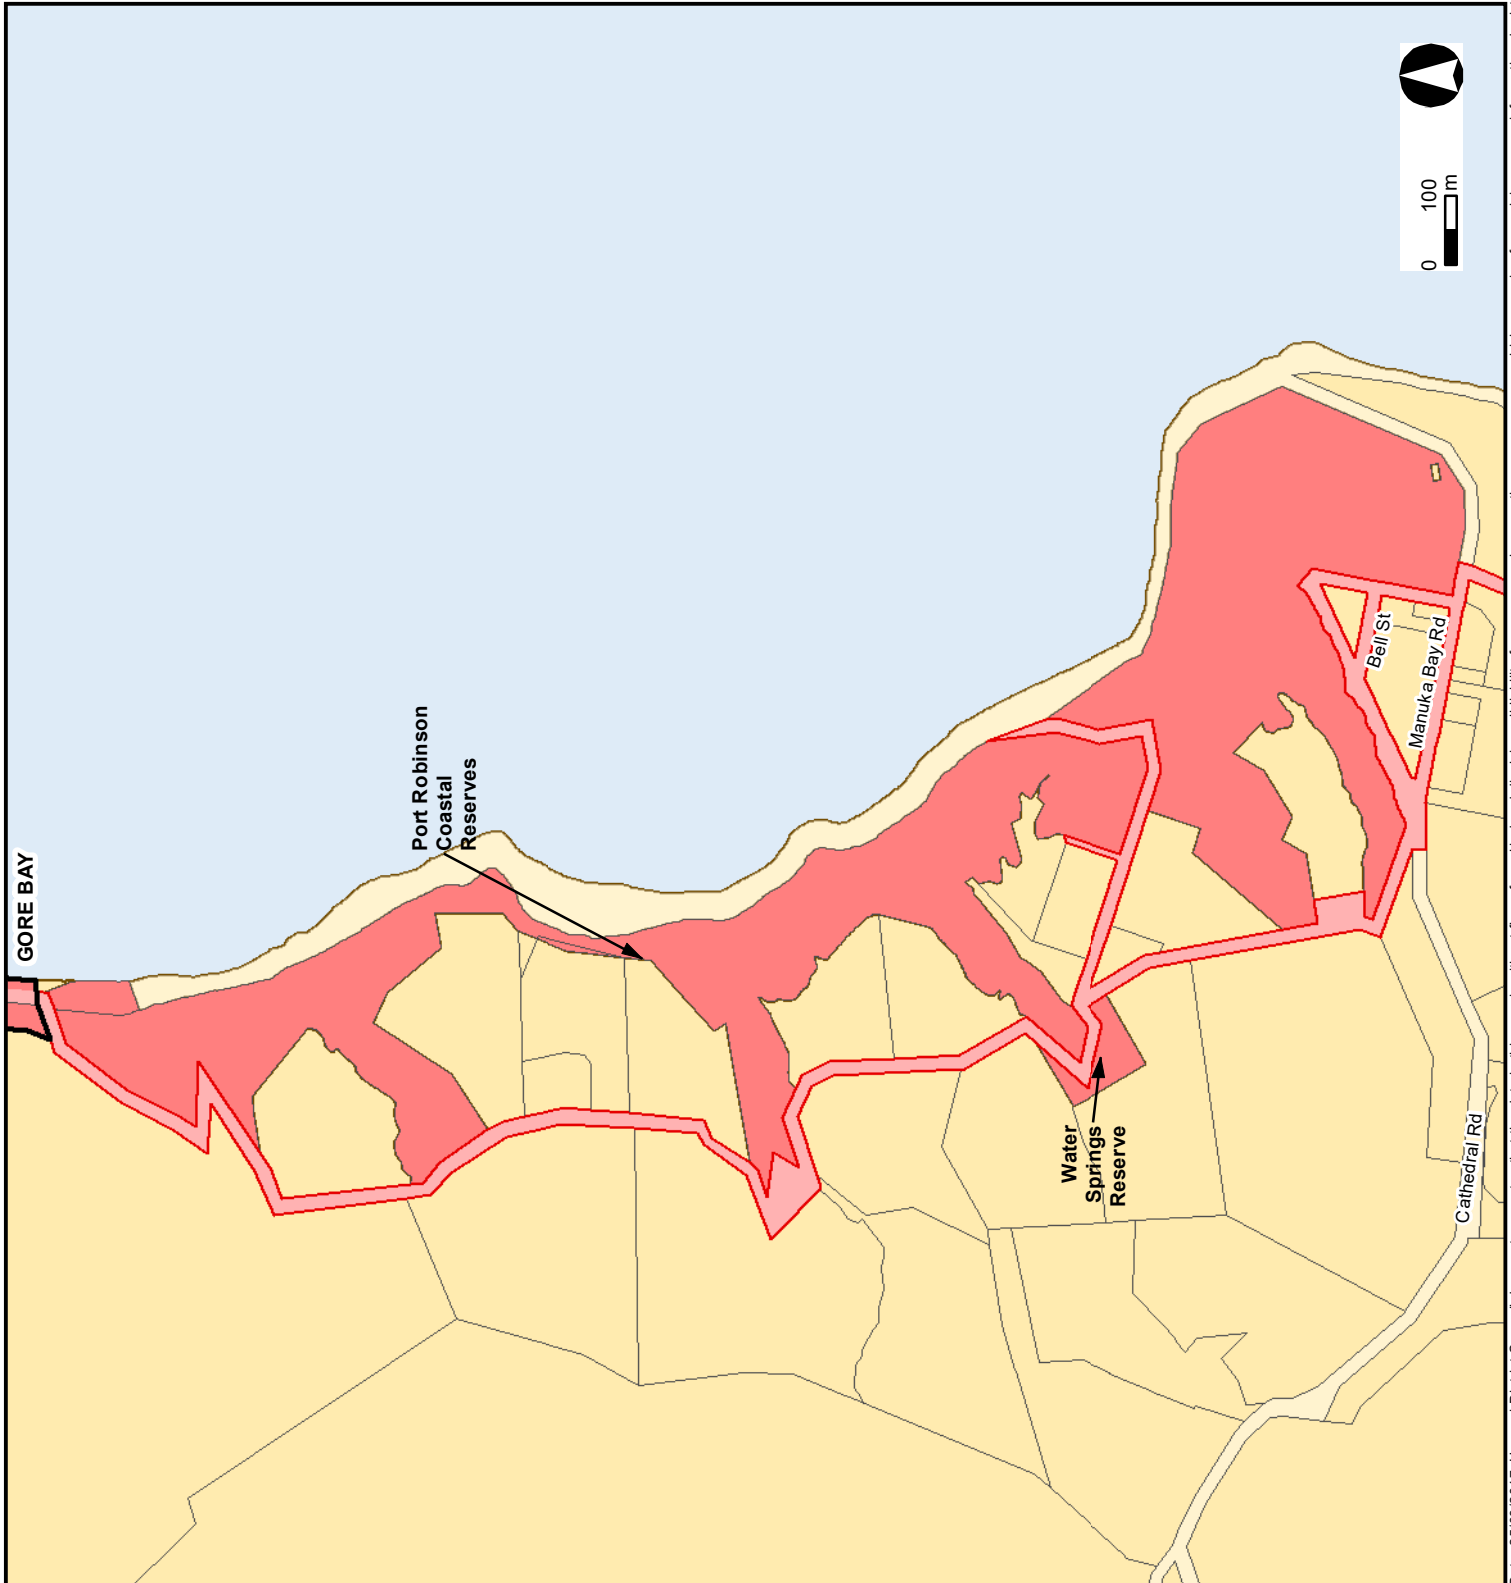 GORE BAY
Port Robinson
Coastal
Reserves
Water
Springs
Reserve
Bell St
Manuka Bay Rd
Cathedral Rd
0 100
m